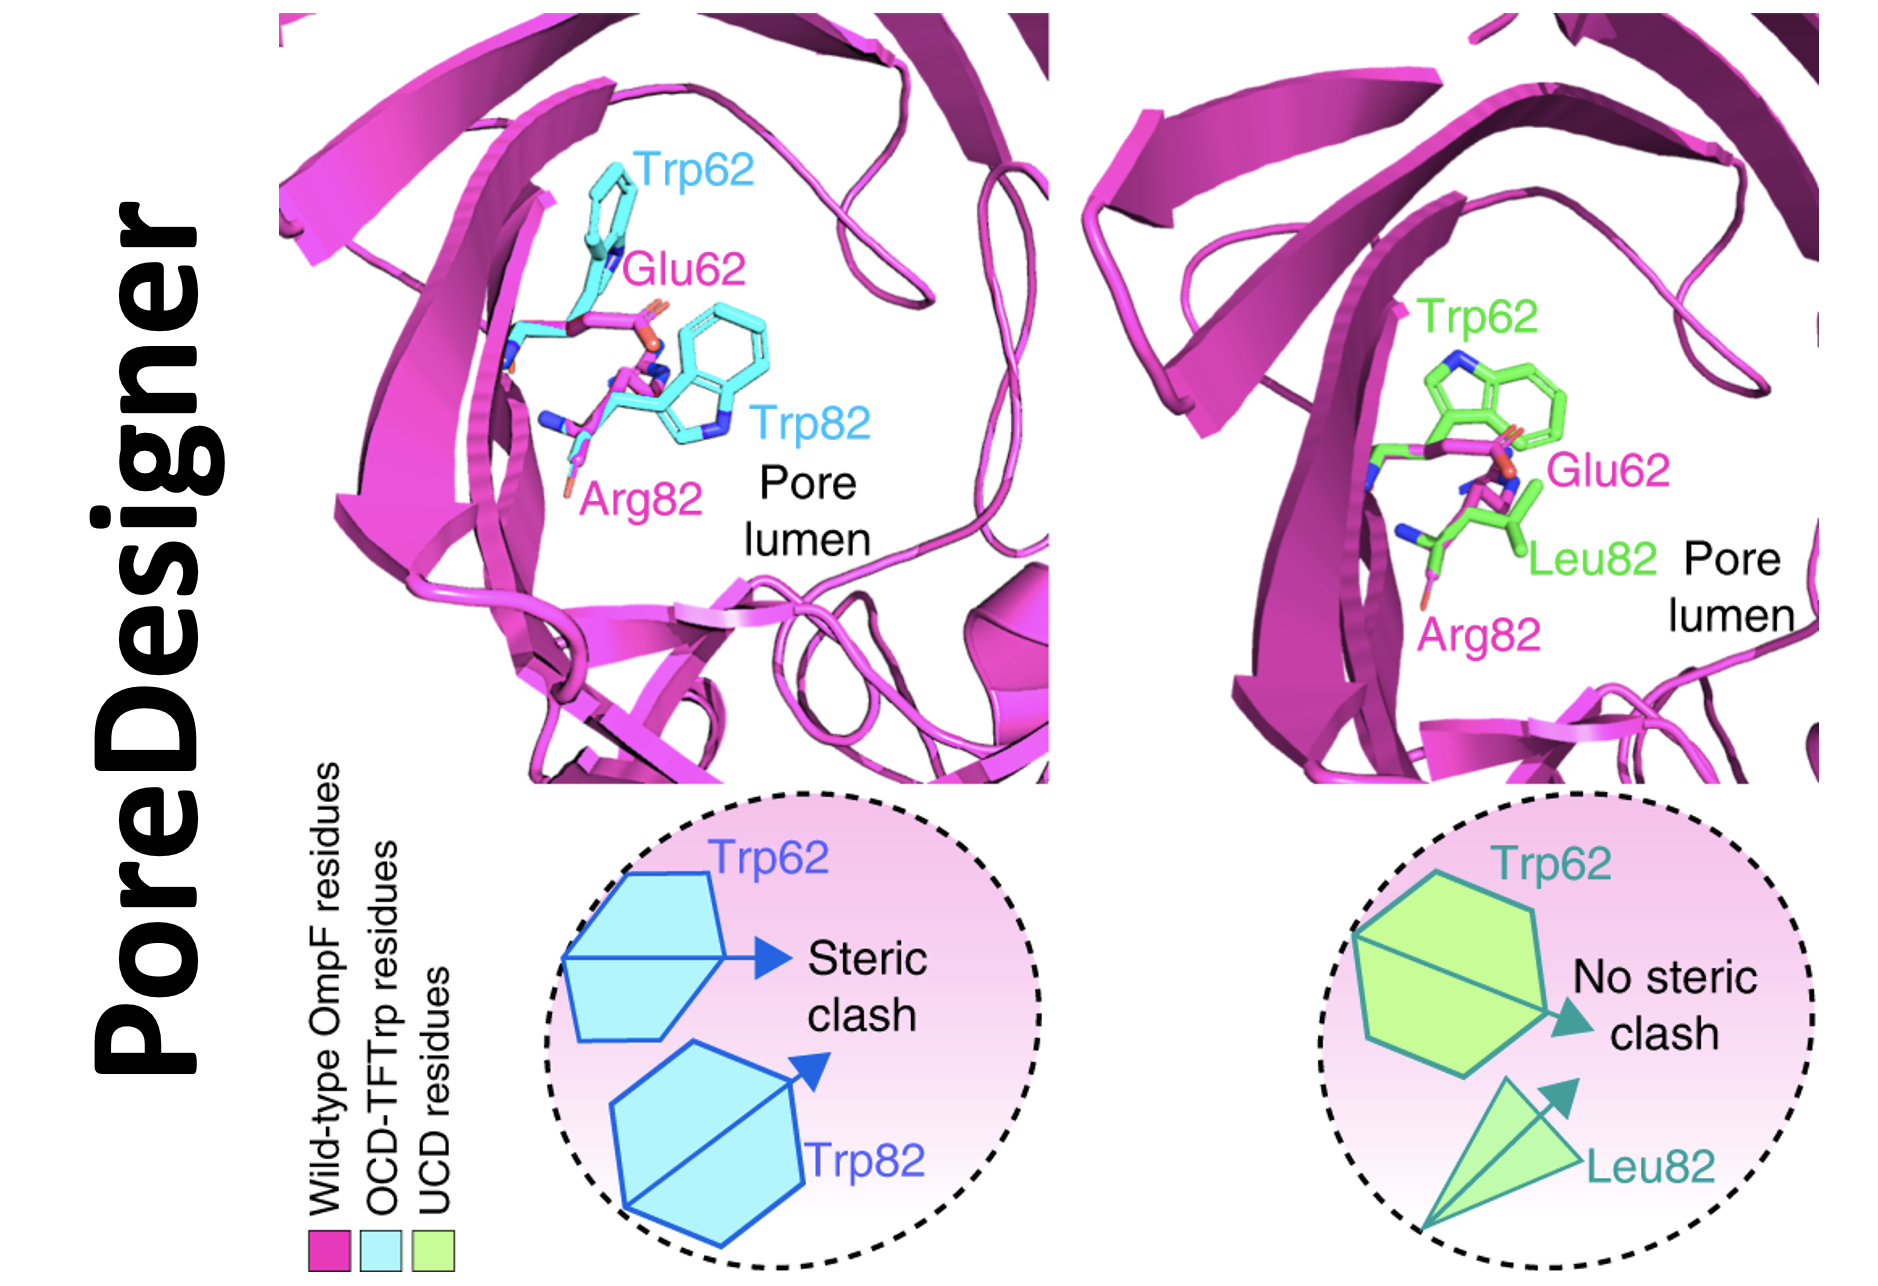 PoreDesigner
Trp62
Glu62
Trp82
Arg82
Pore
lumen
Trp62
Glu62
Leu82
Arg82
Pore
lumen
Wild-type OmpF residues
OCD-TFTrp residues
UCD residues
Trp62
Steric
clash
Trp82
Trp62
No steric
clash
Leu82